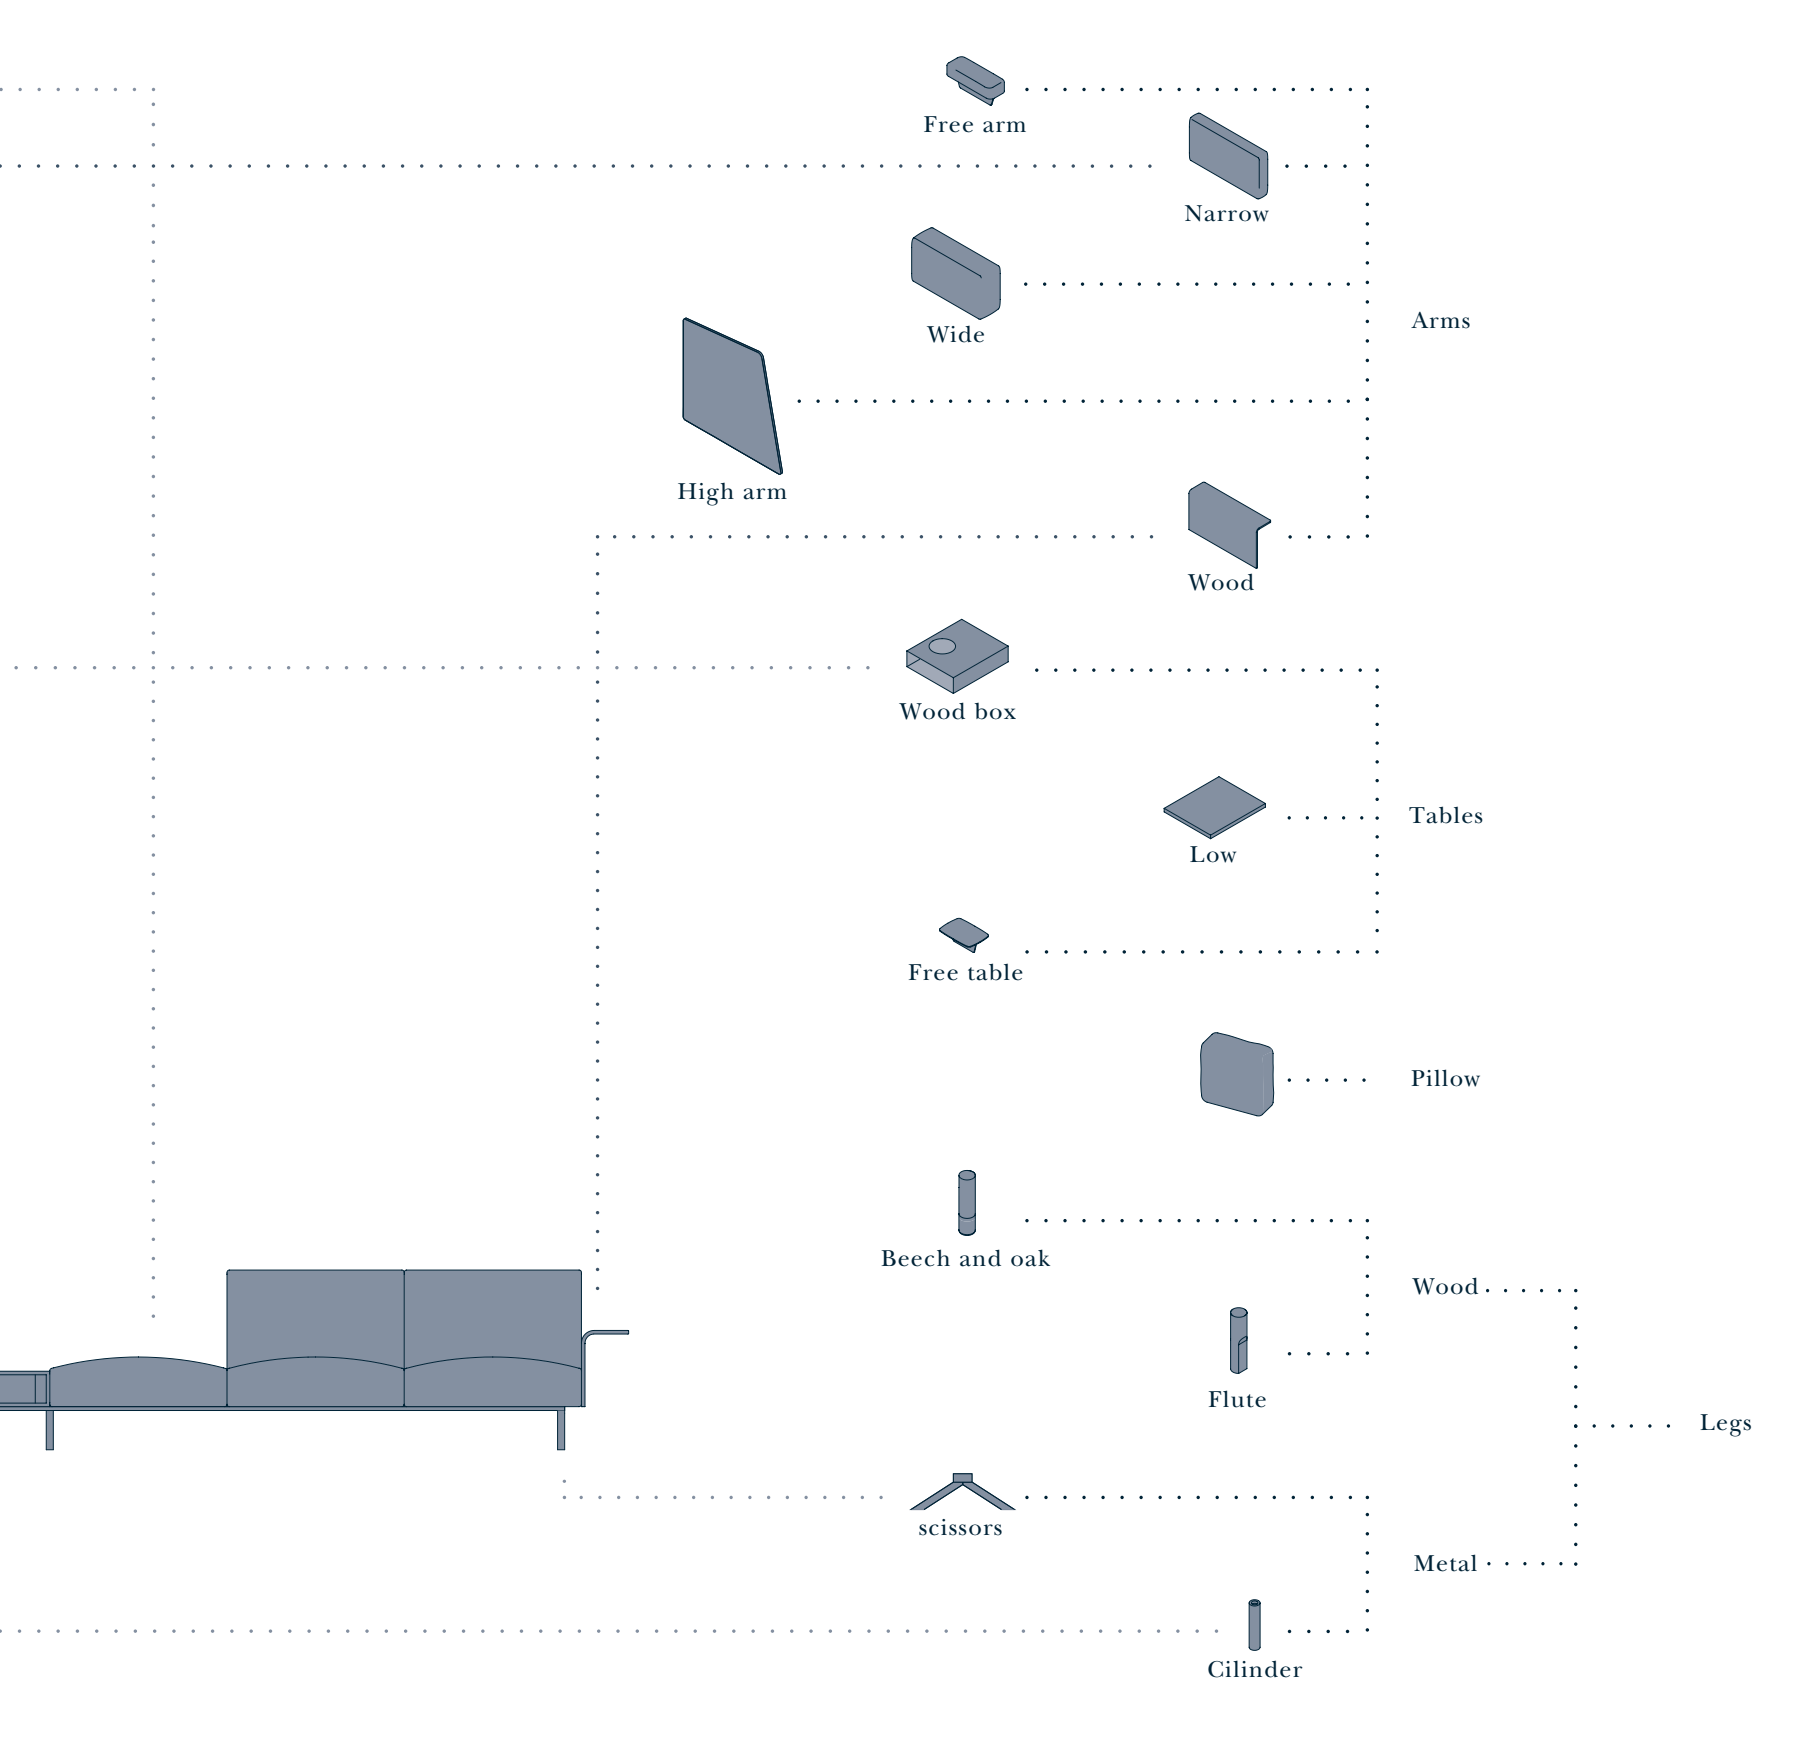 Free arm
Narrow
Wide
Arms
High arm
Wood
Wood box
Tables
Low
Free table
Pillow
Beech and oak
Wood
Flute
Legs
scissors
Metal
Cilinder